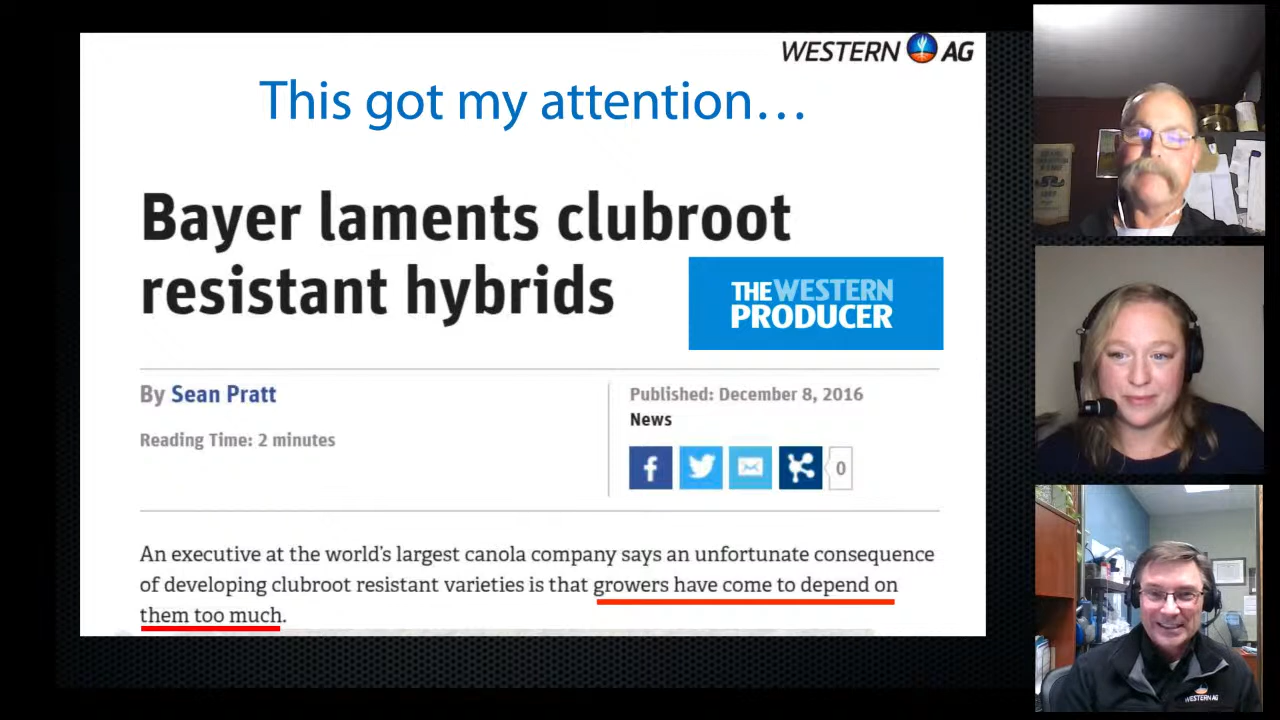 WESTERN AG
This got my attention…
Bayer laments clubroot
resistant hybrids
THE WESTERN
PRODUCER
By Sean Pratt
Published: December 8, 2016
News
Reading Time: 2 minutes
0
An executive at the world's largest canola company says an unfortunate consequence
of developing clubroot resistant varieties is that growers have come to depend on
them too much.
WESTERN AG